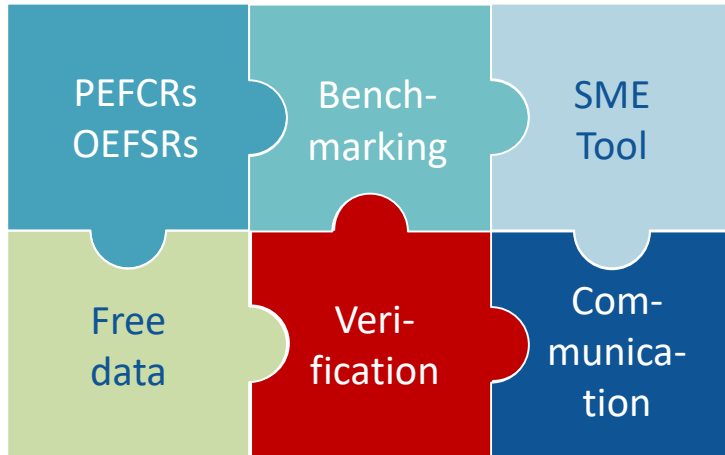 PEFCRs
OEFSRs
Bench-
marking
SME
Tool
Free
data
Veri-
fication
Com-
munica-
tion